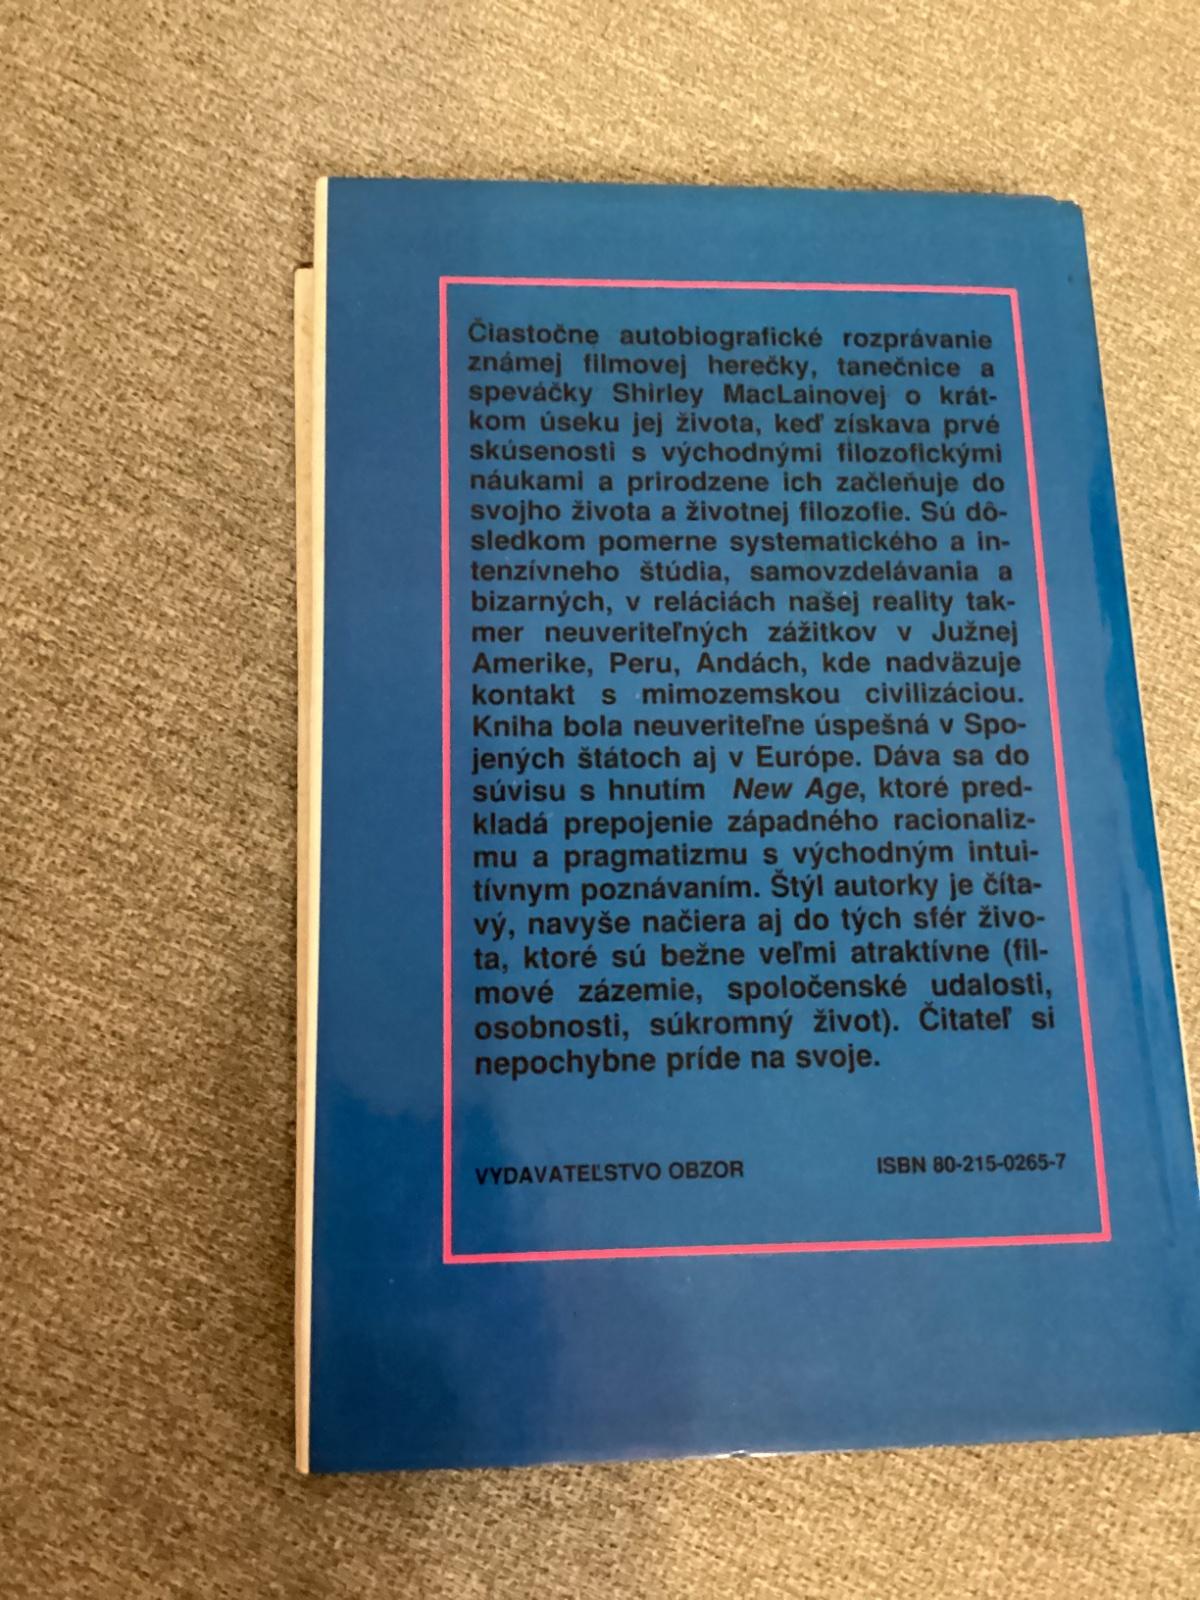 Čiastočne autobiografické rozprávanie
známej filmovej herečky, tanečnice a
speváčky Shirley MacLainovej o krát-
kom úseku jej života, keď získava prvé
skúsenosti s východnými filozofickými
náukami a prirodzene ich začleňuje do
svojho života a životnej filozofie. Sú dô-
sledkom pomerne systematického a in-
tenzívneho štúdia, samovzdelávania a
bizarných, v reláciách našej reality tak-
mer neuveriteľných zážitkov v Južnej
Amerike, Peru, Andách, kde nadväzuje
kontakt s mimozemskou civilizáciou.
Kniha bola neuveriteľne úspešná v Spo-
jených štátoch aj v Európe. Dáva sa do
súvisu s hnutím New Age, ktoré pred-
kladá prepojenie západného racionaliz-
mu a pragmatizmu s východným intui-
tívnym poznávaním. Štýl autorky je číta-
vý, navyše načiera aj do tých sfér živo-
ta, ktoré sú bežne veľmi atraktívne (fil-
mové zázemie, spoločenské udalosti,
osobnosti, súkromný život). Čitateľ si
nepochybne príde na svoje.
VYDAVATEĽSTVO OBZOR
ISBN 80-215-0265-7